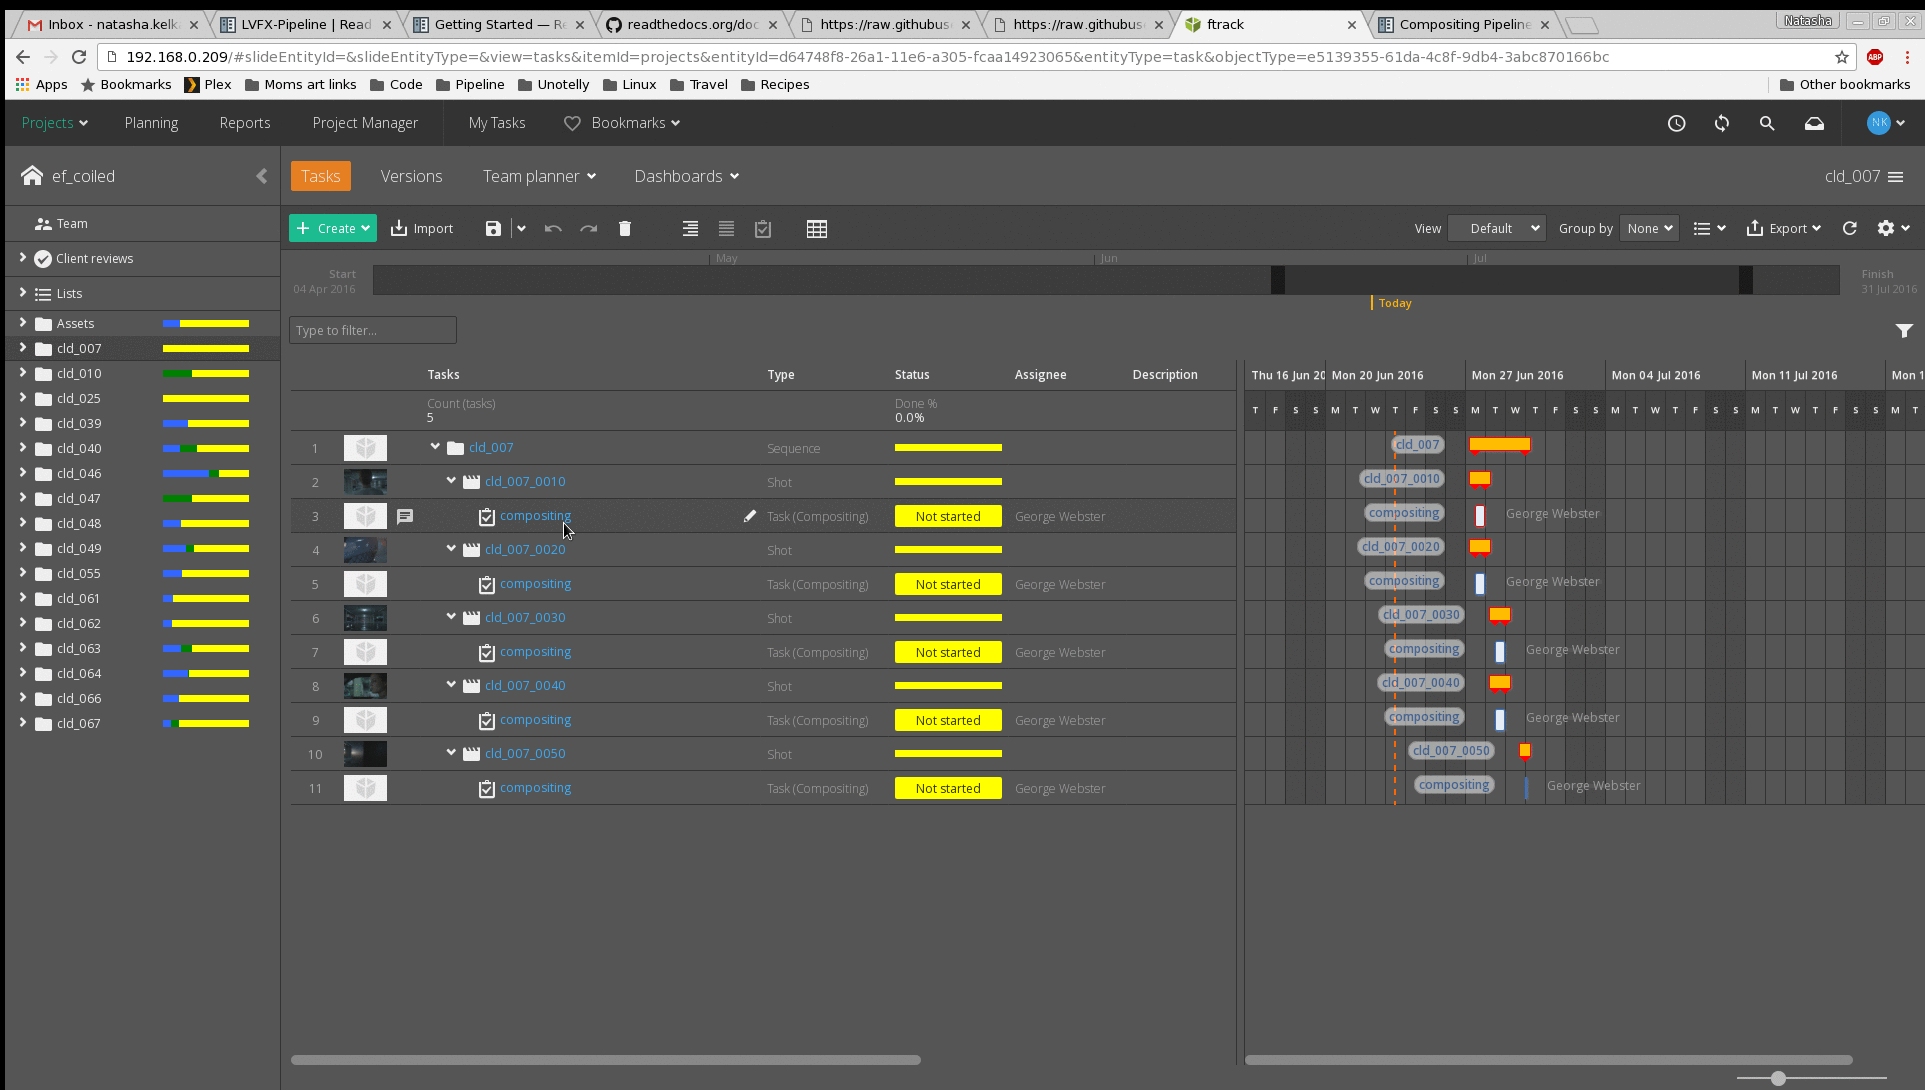 Inbox - natasha.kelk
LVFX-Pipeline | Read
Getting Started — Re
readthedocs.org/doc
https://raw.githubus
https://raw.githubus
ftrack
Compositing Pipeline
Natasha
192.168.0.209/#slideEntityId=&slideEntityType=&view=tasks&itemId=projects&entityId=d64748f8-26a1-11e6-a305-fcaa14923065&entityType=task&objectType=e5139355-61da-4c8f-9db4-3abc870166bc
ABP
Apps Bookmarks Plex Moms art links Code Pipeline Unotelly Linux Travel Recipes Other bookmarks
Projects Planning Reports Project Manager My Tasks Bookmarks NK
ef_coiled
Tasks Versions Team planner Dashboards cld_007
Team
Client reviews
Lists
Assets
cld_007
cld_010
cld_025
cld_039
cld_040
cld_046
cld_047
cld_048
cld_049
cld_055
cld_061
cld_062
cld_063
cld_064
cld_066
cld_067
Create Import View Default Group by None Export
May Jun Jul
Start
04 Apr 2016
Finish
31 Jul 2016
Today
Type to filter...
Tasks Type Status Assignee Description
Count (tasks) Done %
5 0.0%
1 cld_007 Sequence
2 cld_007_0010 Shot
3 compositing Task (Compositing) Not started George Webster
4 cld_007_0020 Shot
5 compositing Task (Compositing) Not started George Webster
6 cld_007_0030 Shot
7 compositing Task (Compositing) Not started George Webster
8 cld_007_0040 Shot
9 compositing Task (Compositing) Not started George Webster
10 cld_007_0050 Shot
11 compositing Task (Compositing) Not started George Webster
Thu 16 Jun 20 Mon 20 Jun 2016 Mon 27 Jun 2016 Mon 04 Jul 2016 Mon 11 Jul 2016 Mon 1
T F S S M T W T F S S M T W T F S S M T W T F S S M T W T F S S M T
cld_007
cld_007_0010
compositing George Webster
cld_007_0020
compositing George Webster
cld_007_0030
compositing George Webster
cld_007_0040
compositing George Webster
cld_007_0050
compositing George Webster